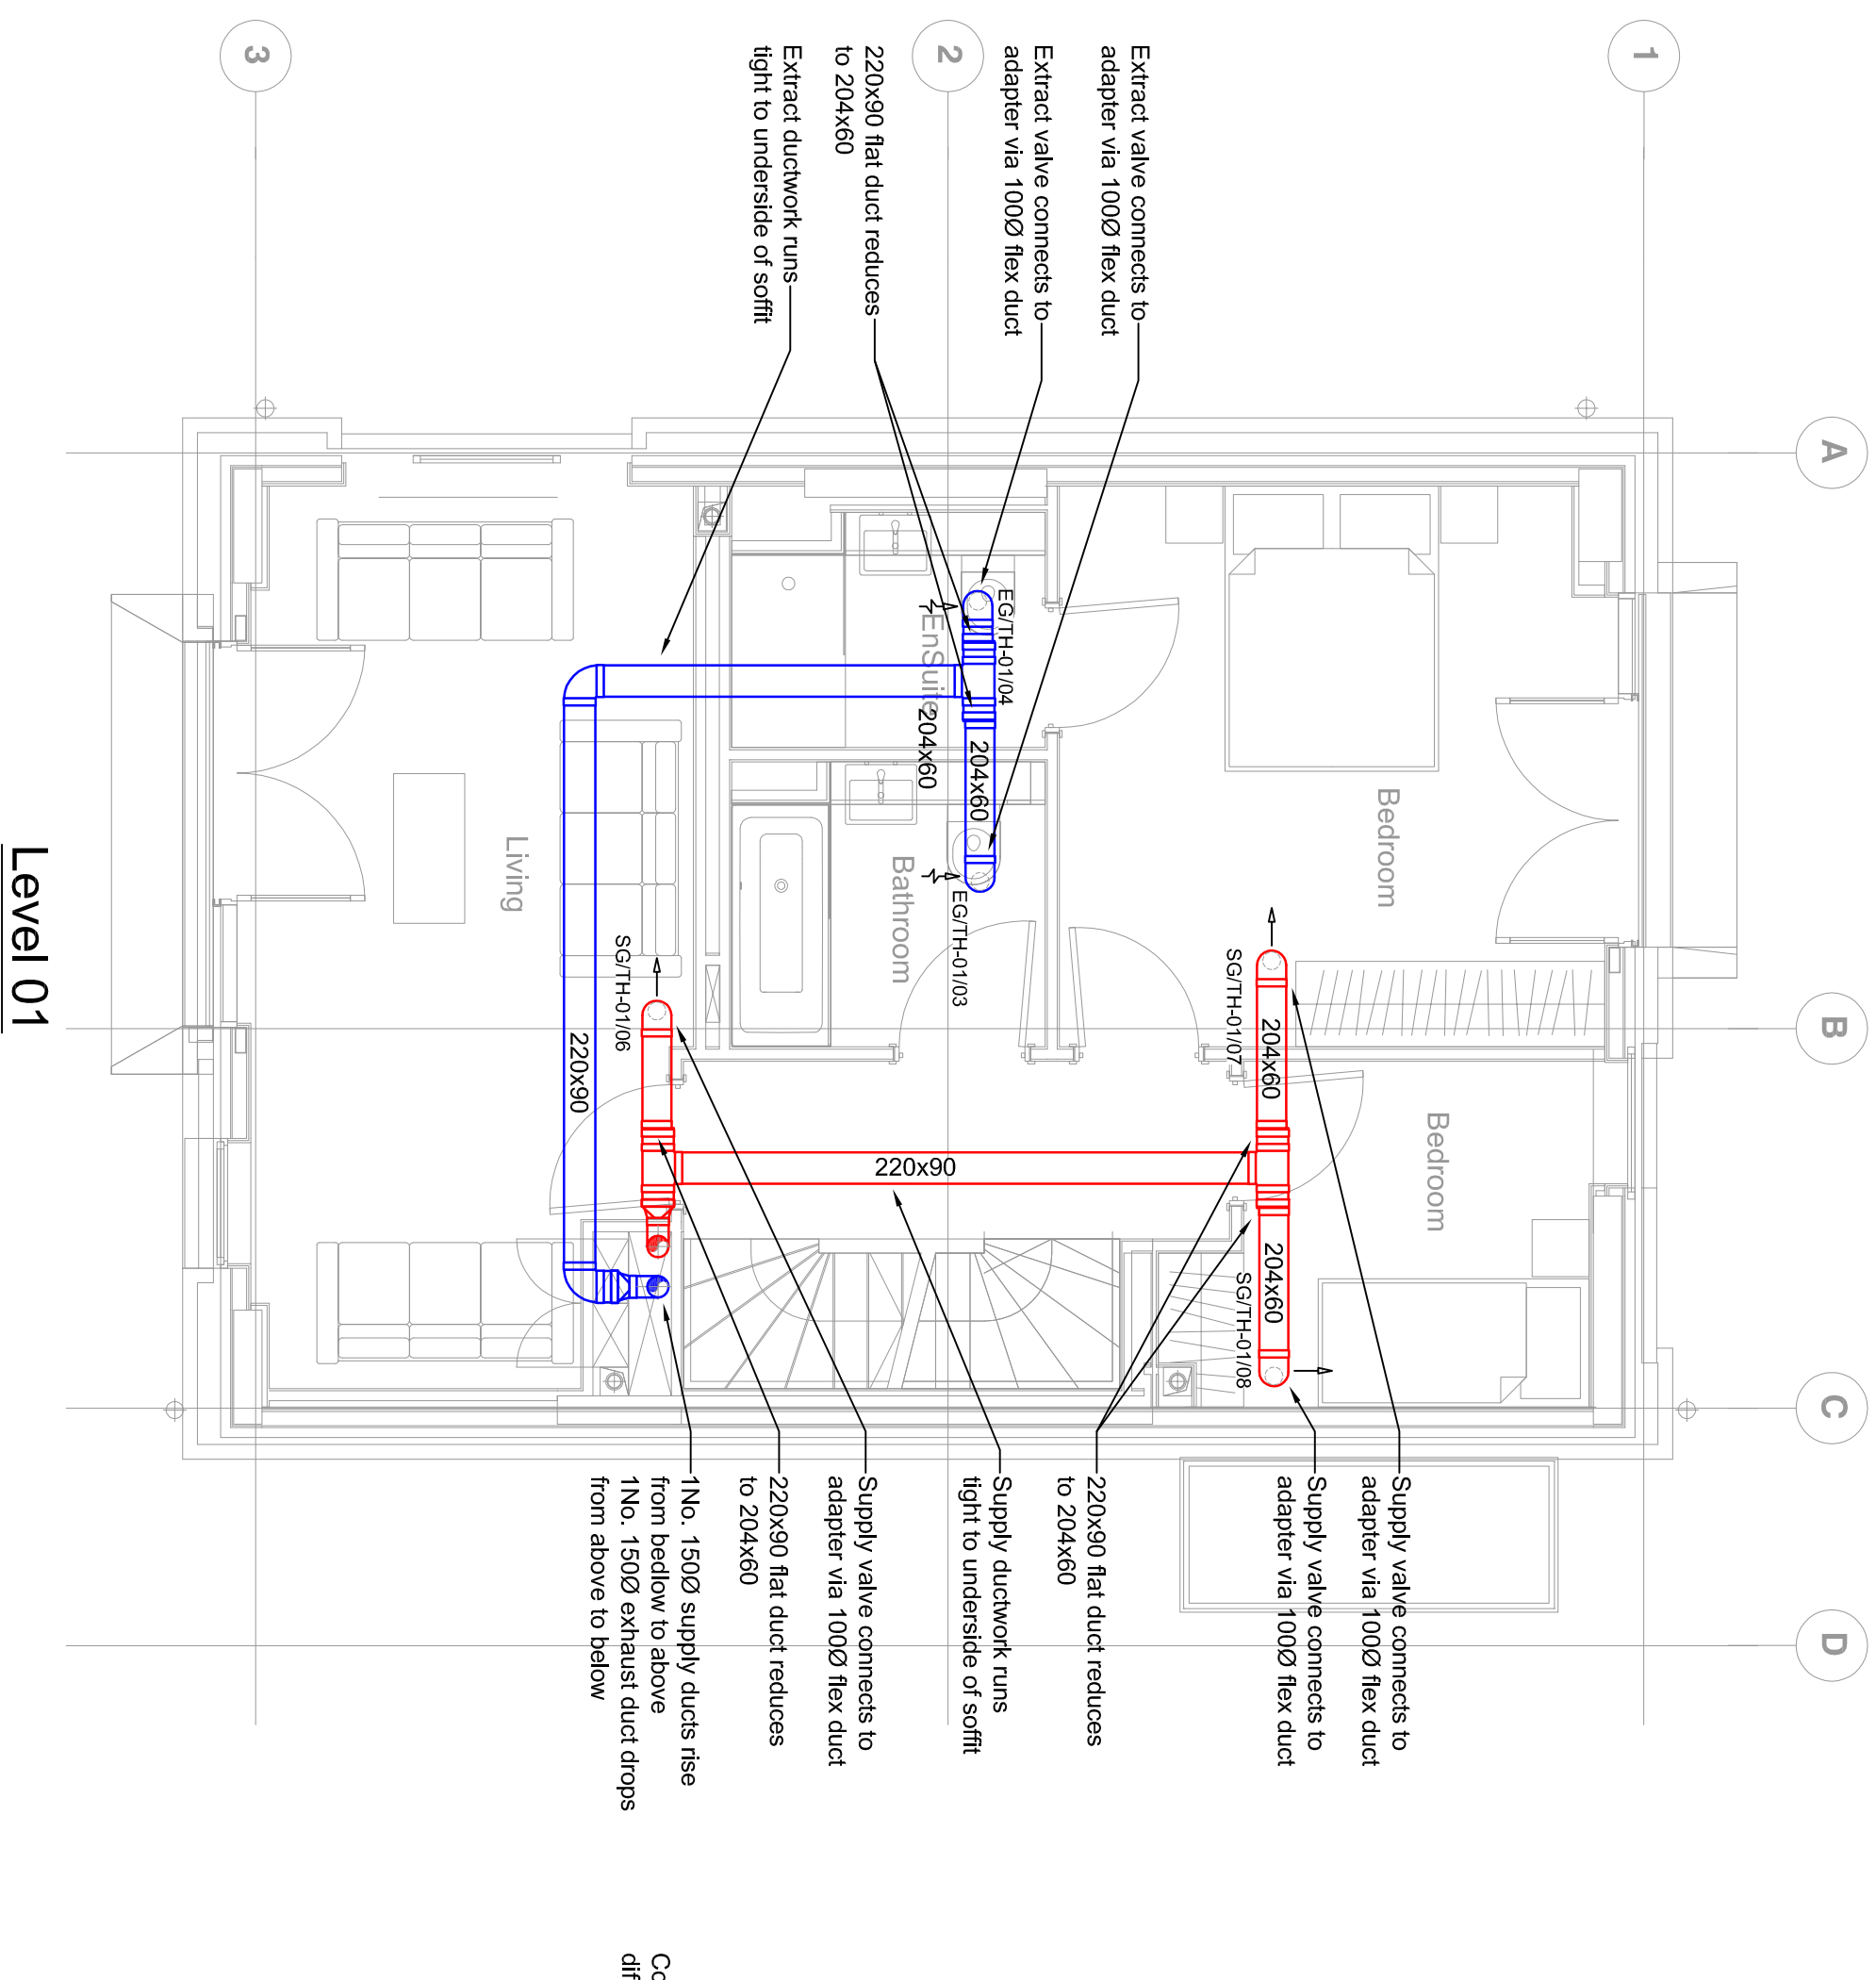 1
2
3
A
B
C
D
Extract valve connects to
adapter via 100Ø flex duct
Extract valve connects to
adapter via 100Ø flex duct
220x90 flat duct reduces
to 204x60
Extract ductwork runs
tight to underside of soffit
EG/TH-01/04
EnSuite
204x60
204x60
EG/TH-01/03
Bathroom
Bedroom
Bedroom
Living
SG/TH-01/06
SG/TH-01/07
204x60
220x90
220x90
204x60
SG/TH-01/08
Supply valve connects to
adapter via 100Ø flex duct
Supply valve connects to
adapter via 100Ø flex duct
220x90 flat duct reduces
to 204x60
Supply ductwork runs
tight to underside of soffit
Supply valve connects to
adapter via 100Ø flex duct
220x90 flat duct reduces
to 204x60
1No. 150Ø supply ducts rise
from bedlow to above
1No. 150Ø exhaust duct drops
from above to below
Level 01